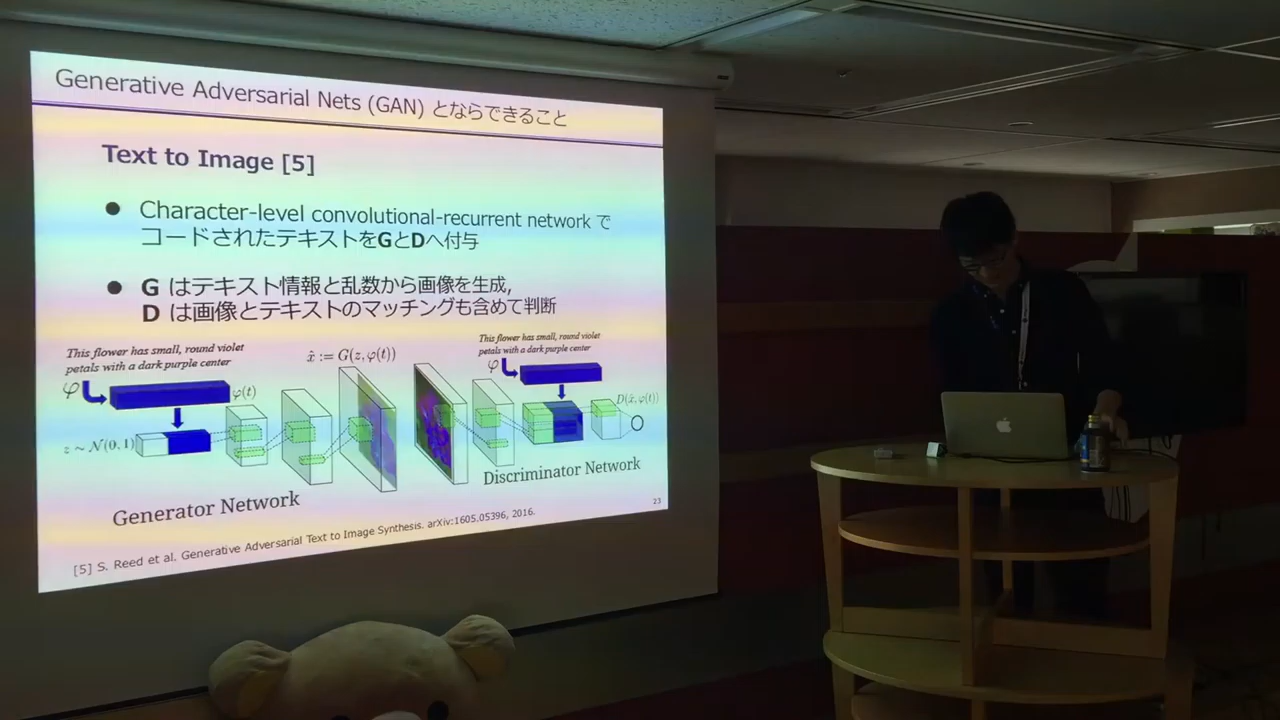 Generative Adversarial Nets (GAN) とならできること
Text to Image [5]
● Character-level convolutional-recurrent network で
コードされたテキストをGとDへ付与
● G はテキスト情報と乱数から画像を生成,
D は画像とテキストのマッチングも含めて判断
This flower has small, round violet
petals with a dark purple center
φ
φ(t)
z ~ N(0, 1)
x̂ := G(z, φ(t))
Generator Network
This flower has small, round violet
petals with a dark purple center
φ
D(x̂, φ(t))
Discriminator Network
23
[5] S. Reed et al. Generative Adversarial Text to Image Synthesis. arXiv:1605.05396, 2016.